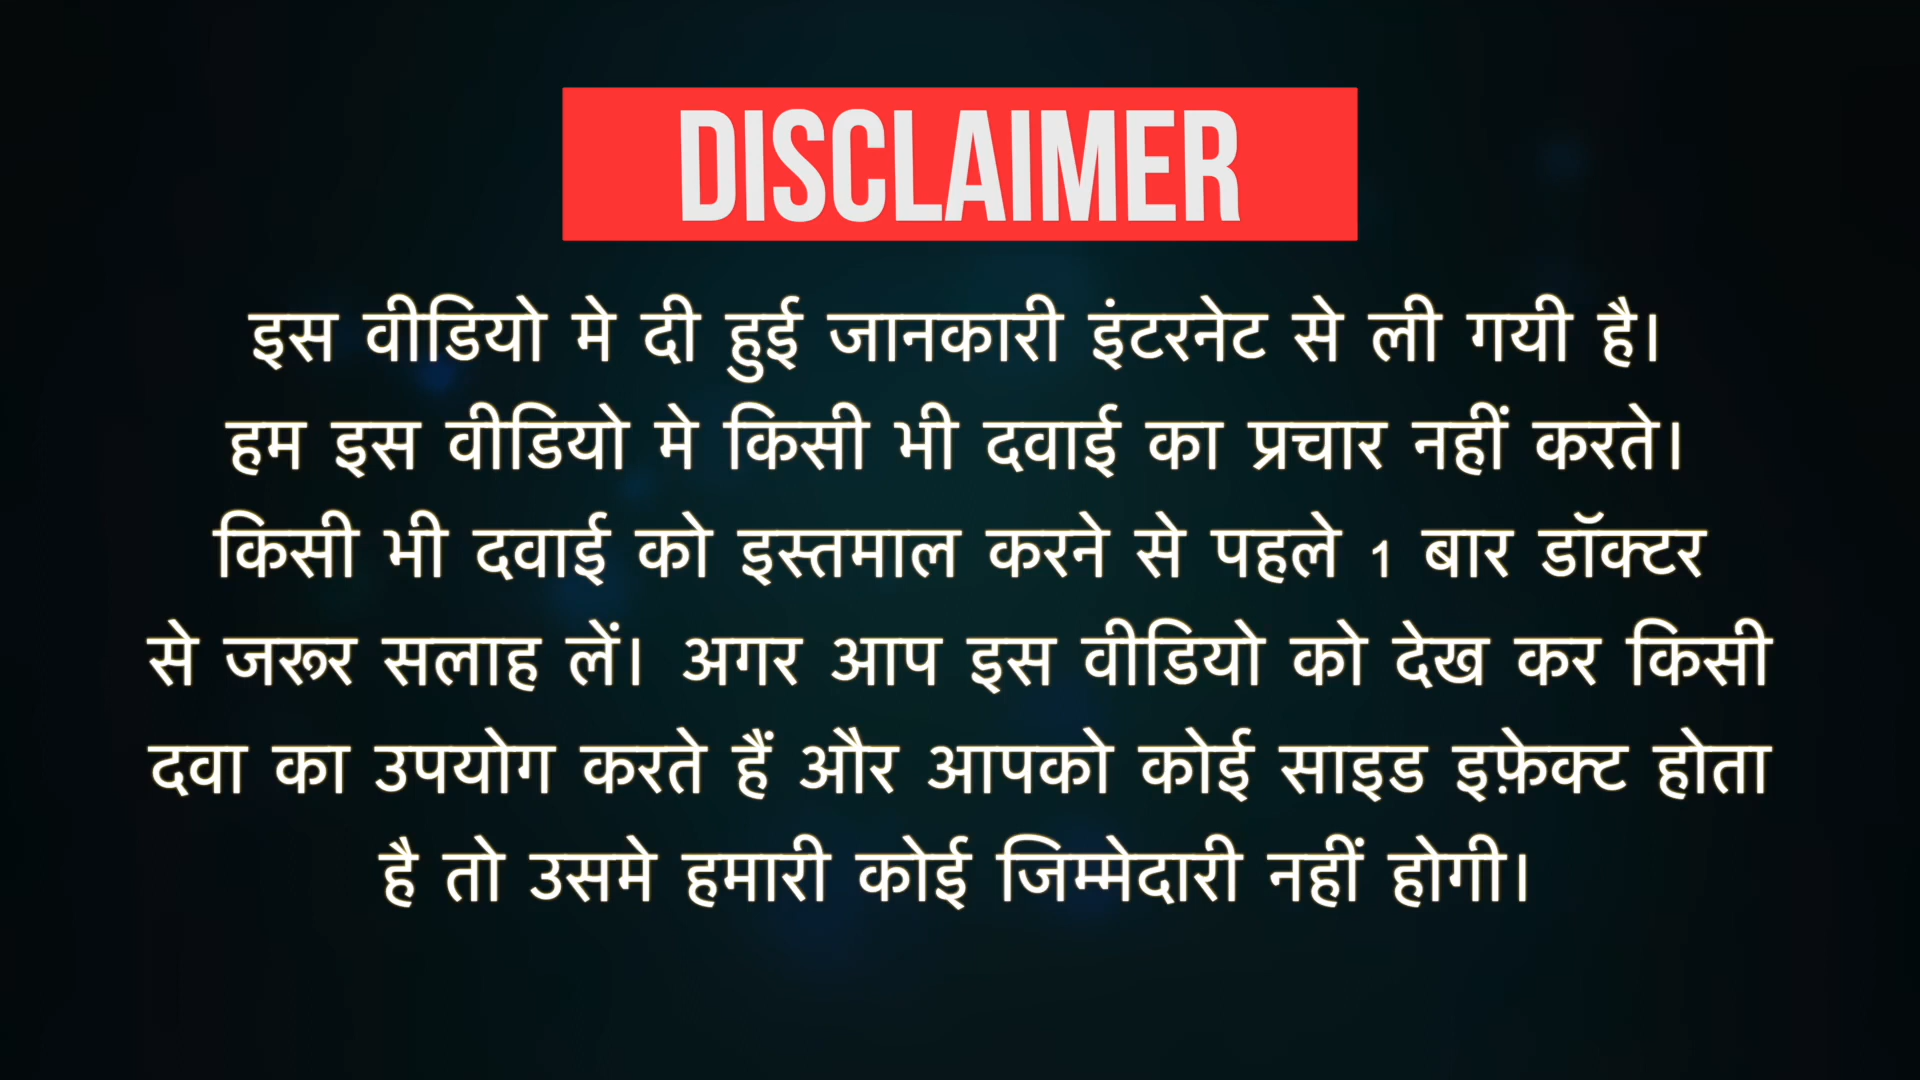 DISCLAIMER
इस वीडियो मे दी हुई जानकारी इंटरनेट से ली गयी है।
हम इस वीडियो मे किसी भी दवाई का प्रचार नहीं करते।
किसी भी दवाई को इस्तमाल करने से पहले 1 बार डॉक्टर
से जरूर सलाह लें। अगर आप इस वीडियो को देख कर किसी
दवा का उपयोग करते हैं और आपको कोई साइड इफ़ेक्ट होता
है तो उसमे हमारी कोई जिम्मेदारी नहीं होगी।